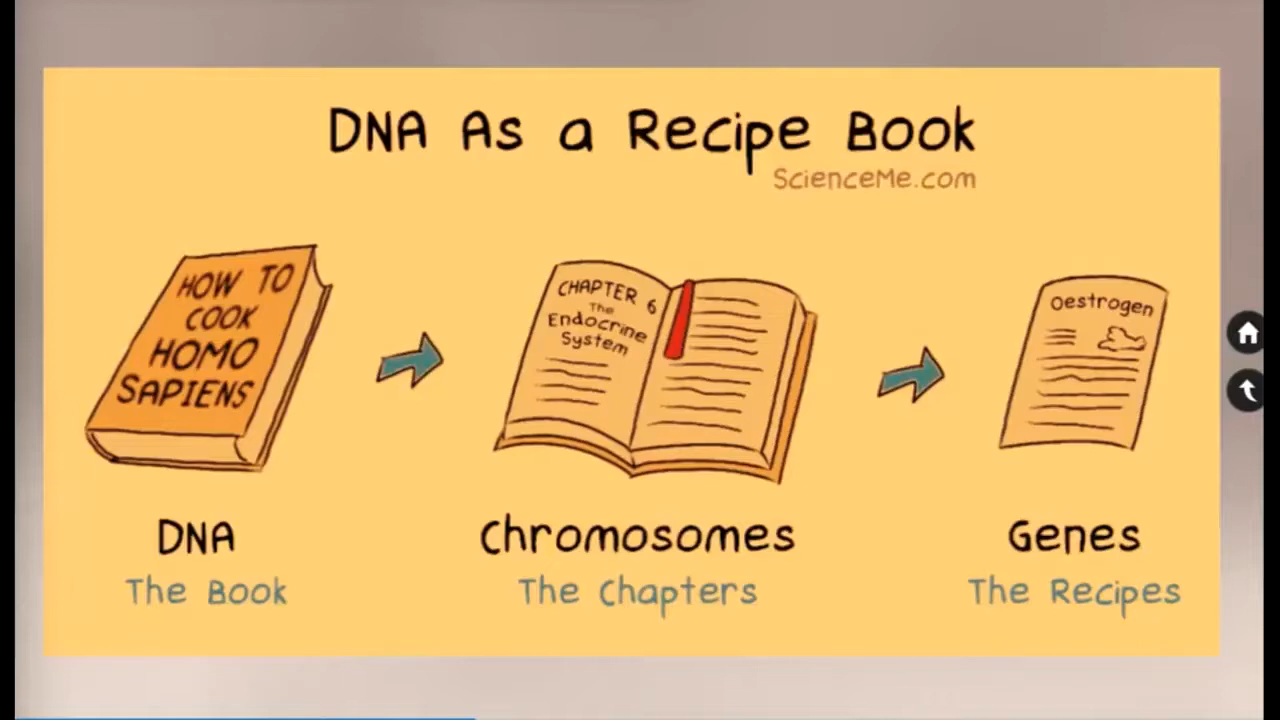 DNA As a Recipe Book
ScienceMe.com
HOW TO
COOK
HOMO
SAPIENS
CHAPTER 6
The
Endocrine
System
Oestrogen
DNA
The Book
Chromosomes
The Chapters
Genes
The Recipes